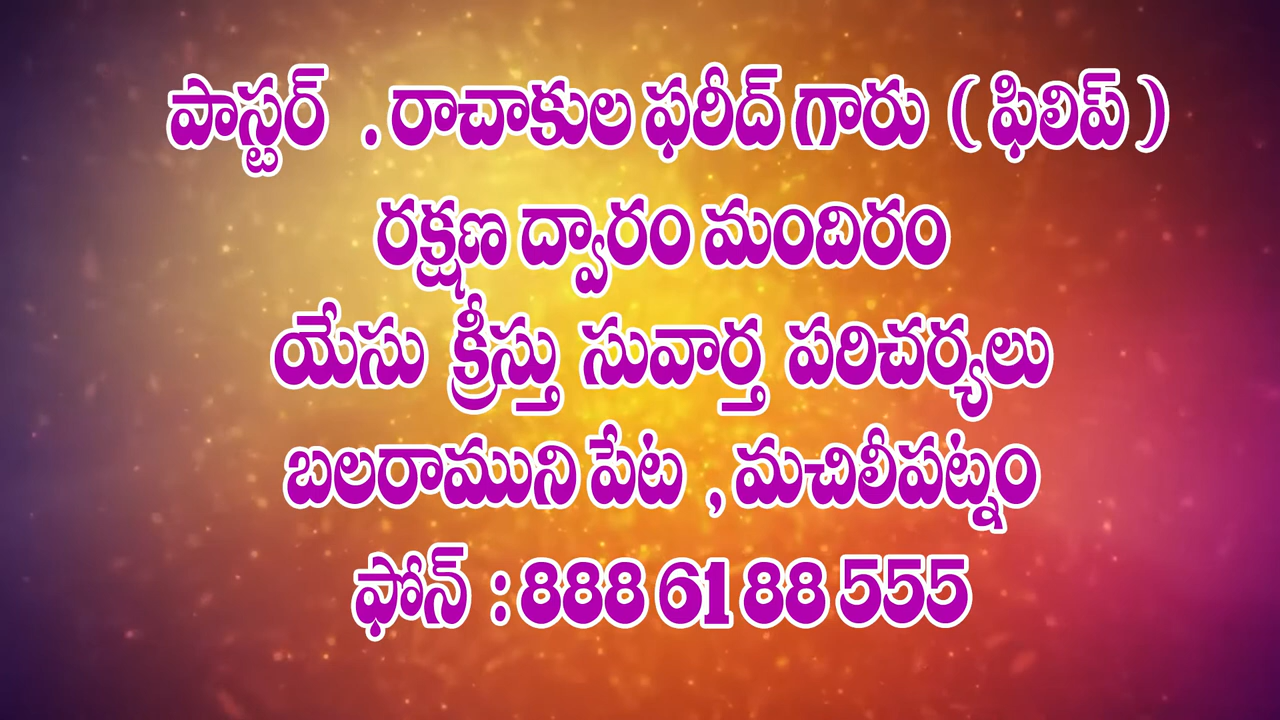 పాస్టర్ . రాచాకుల ఫరీద్ గారు ( ఫిలిప్ )
రక్షణ ద్వారం మందిరం
యేసు క్రీస్తు సువార్త పరిచర్యలు
బలరాముని పేట , మచిలీపట్నం
ఫోన్ : 888 61 88 555